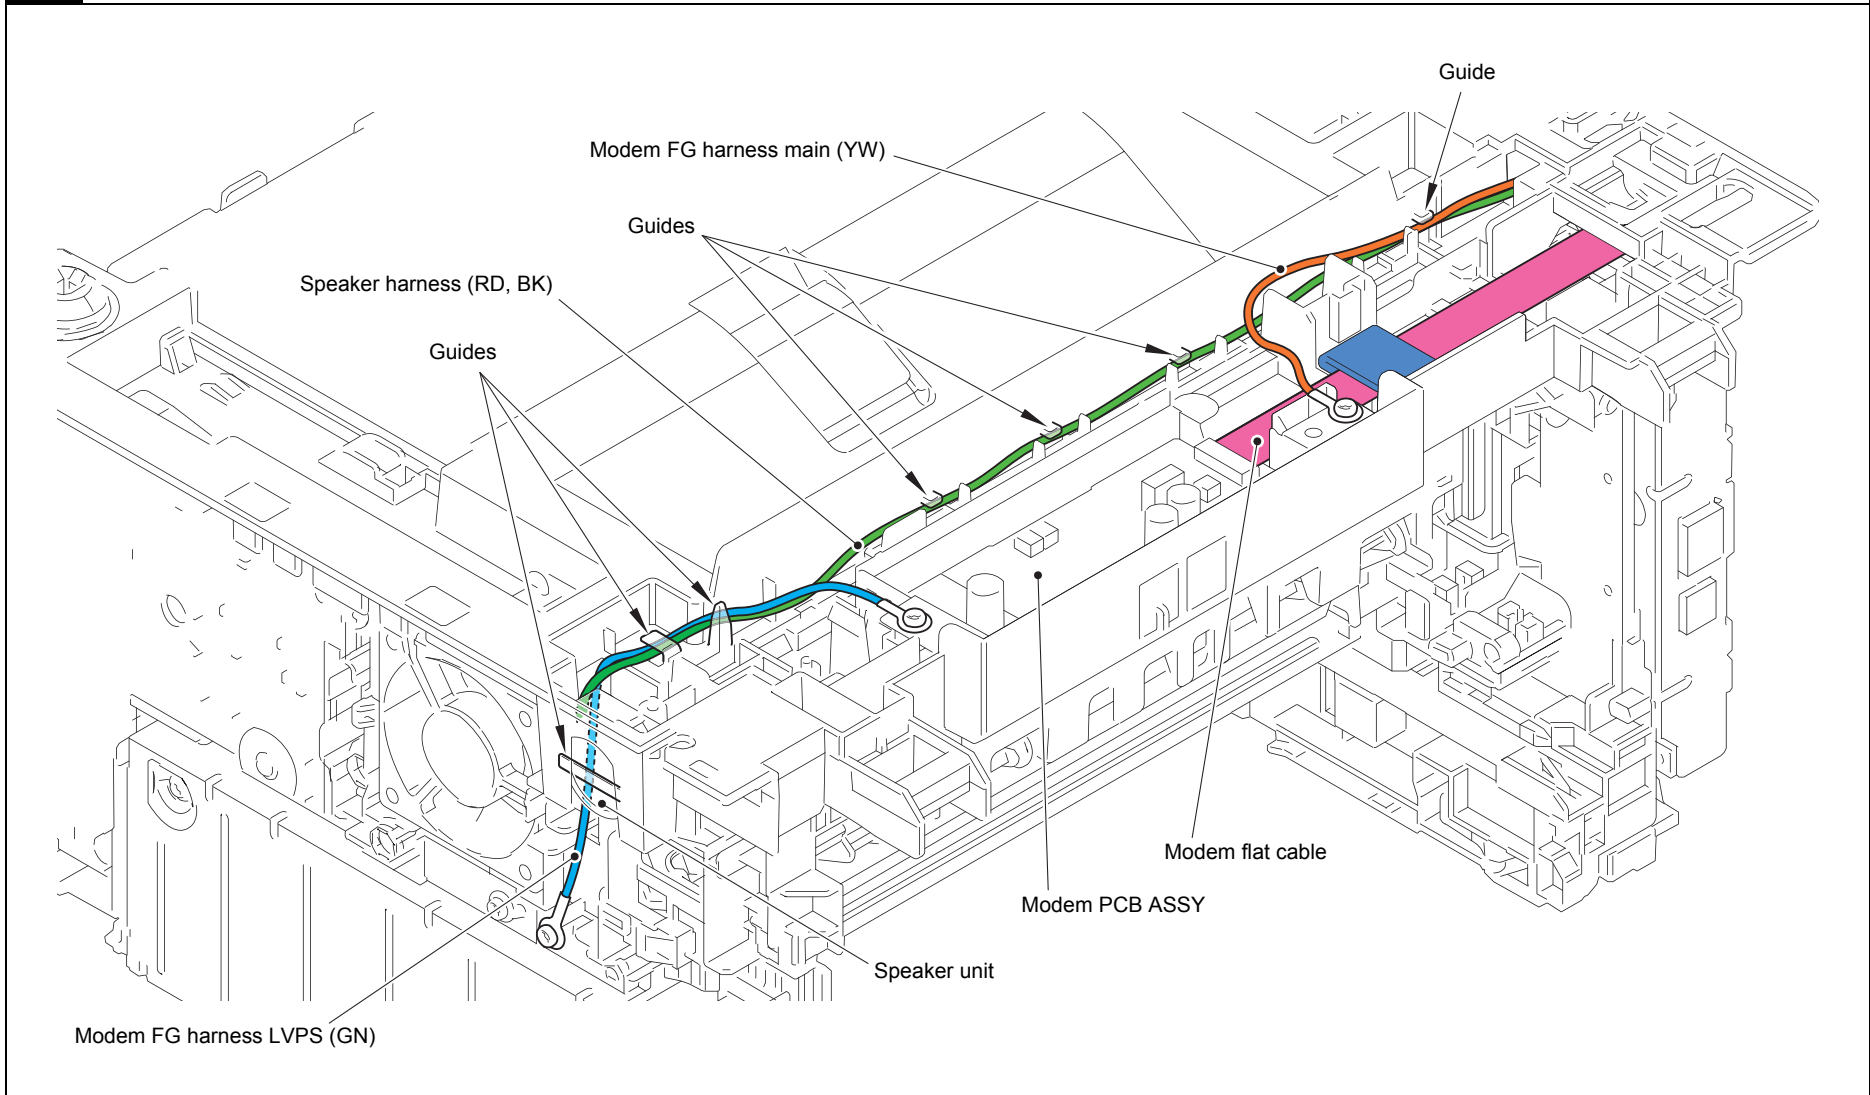 Guide
Modem FG harness main (YW)
Guides
Speaker harness (RD, BK)
Guides
Modem flat cable
Modem PCB ASSY
Speaker unit
Modem FG harness LVPS (GN)